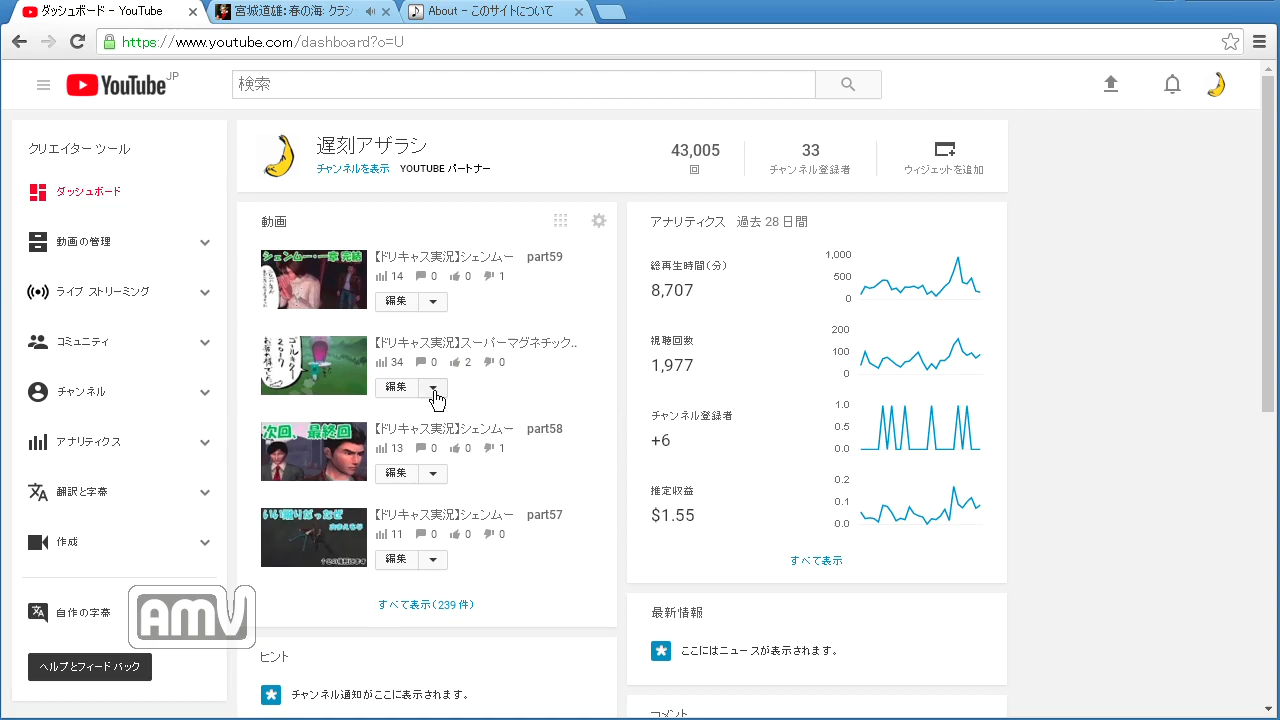 ダッシュボード - YouTube
宮城道雄:春の海 クラシ
About - このサイトについて
https://www.youtube.com/dashboard?o=U
YouTube JP
検索
クリエイター ツール
ダッシュボード
動画の管理
ライブ ストリーミング
コミュニティ
チャンネル
アナリティクス
翻訳と字幕
作成
自作の字幕
AMV
ヘルプとフィードバック
遅刻アザラシ
チャンネルを表示 YOUTUBE パートナー
43,005
回
33
チャンネル登録者
ウィジェットを追加
動画
シェンムー・一章 完結
【ドリキャス実況】シェンムー part59
14 0 0 1
編集
【ドリキャス実況】スーパーマグネチック..
34 0 2 0
編集
次回、最終回
【ドリキャス実況】シェンムー part58
13 0 0 1
編集
【ドリキャス実況】シェンムー part57
11 0 0 0
編集
すべて表示(239 件)
ヒント
チャンネル通知がここに表示されます。
アナリティクス 過去 28 日間
総再生時間(分)
8,707
1,000
500
0
視聴回数
1,977
200
100
0
チャンネル登録者
+6
1.0
0.5
0.0
推定収益
$1.55
0.2
0.1
0.0
すべて表示
最新情報
ここにはニュースが表示されます。
コメント